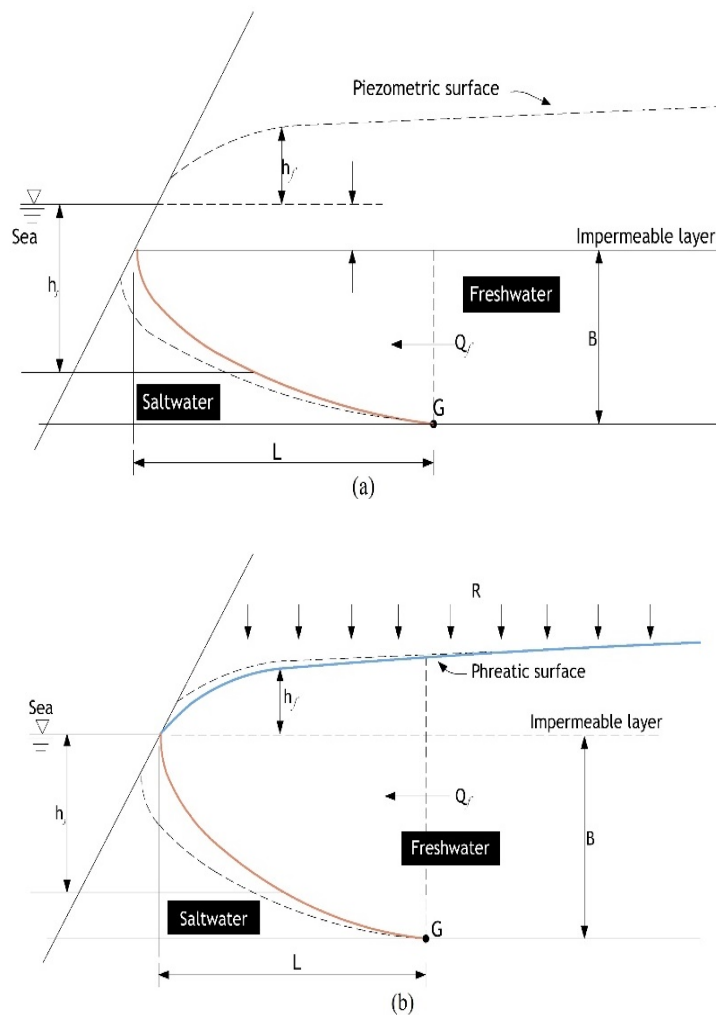 Piezometric surface
h_f
Sea
Impermeable layer
Freshwater
h_s
Q_f
B
Saltwater
G
L
(a)
R
Phreatic surface
h_f
Sea
Impermeable layer
h_s
Q_f
B
Freshwater
Saltwater
G
L
(b)